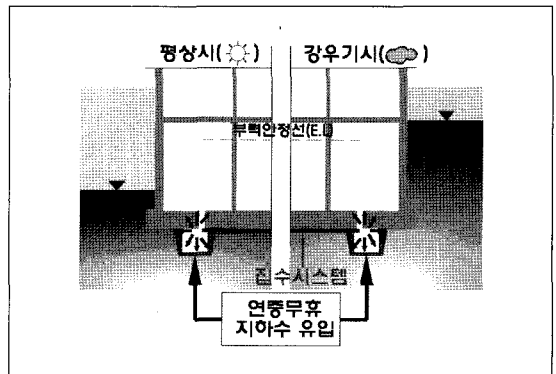 평상시( )
강우기시( )
부력안정선(E.L)
집수시스템
연중무휴
지하수 유입